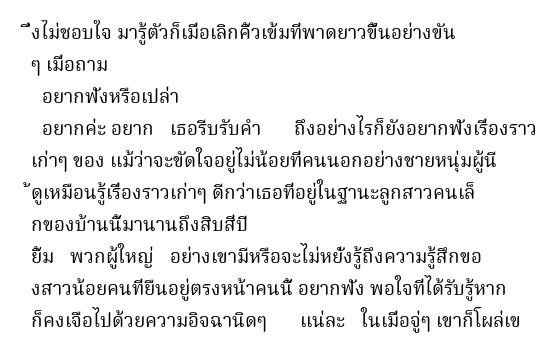 ึงไม่ชอบใจ มารู้ตัวก็เมื่อเลิกคิ้วเข้มที่พาดยาวขึ้นอย่างขัน
ๆ เมื่อถาม
อยากฟังหรือเปล่า
อยากค่ะ อยาก เธอรีบรับคำ ถึงอย่างไรก็ยังอยากฟังเรื่องราว
เก่าๆ ของ แม้ว่าจะขัดใจอยู่ไม่น้อยที่คนนอกอย่างชายหนุ่มผู้นี
้ดูเหมือนรู้เรื่องราวเก่าๆ ดีกว่าเธอที่อยู่ในฐานะลูกสาวคนเล็
กของบ้านนี้มานานถึงสิบสี่ปี
ยิ้ม พวกผู้ใหญ่ อย่างเขามีหรือจะไม่หยั่งรู้ถึงความรู้สึกขอ
งสาวน้อยคนที่ยืนอยู่ตรงหน้าคนนี้ อยากฟัง พอใจที่ได้รับรู้หาก
ก็คงเจือไปด้วยความอิจฉานิดๆ แน่ละ ในเมื่อจู่ๆ เขาก็โผล่เข